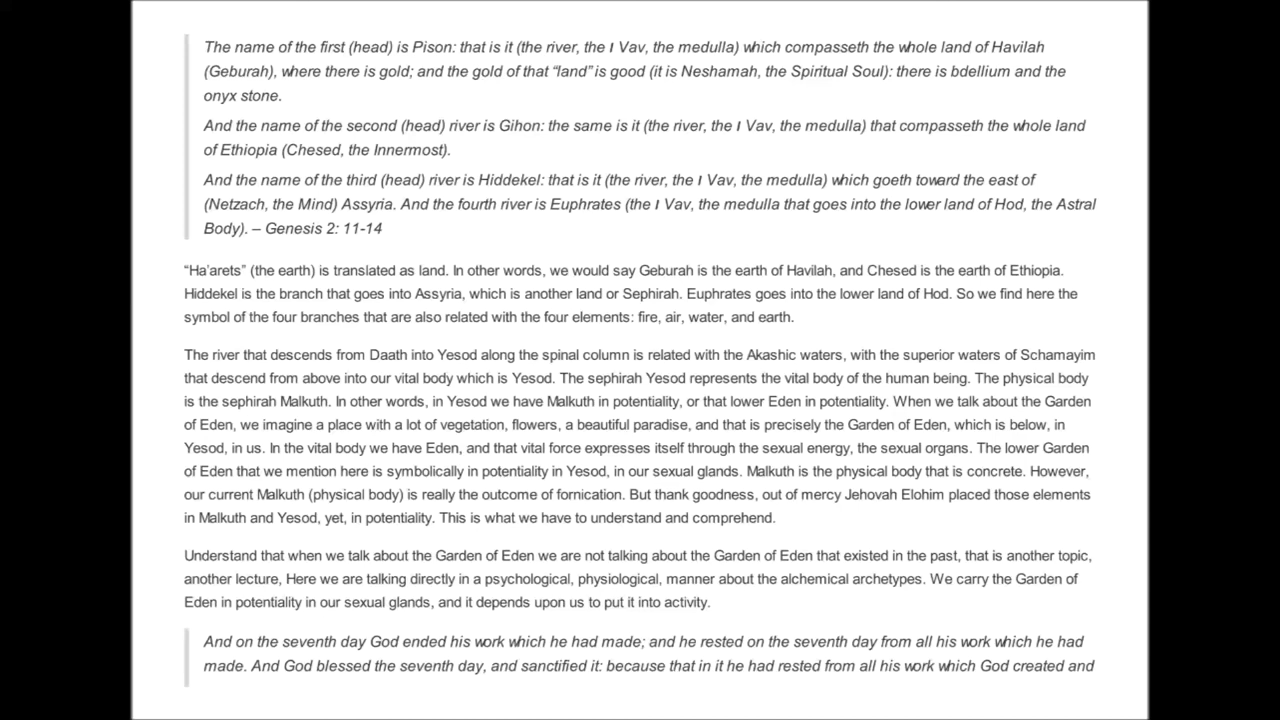 The name of the first (head) is Pison: that is it (the river, the ו Vav, the medulla) which compasseth the whole land of Havilah
(Geburah), where there is gold; and the gold of that “land” is good (it is Neshamah, the Spiritual Soul): there is bdellium and the
onyx stone.
And the name of the second (head) river is Gihon: the same is it (the river, the ו Vav, the medulla) that compasseth the whole land
of Ethiopia (Chesed, the Innermost).
And the name of the third (head) river is Hiddekel: that is it (the river, the ו Vav, the medulla) which goeth toward the east of
(Netzach, the Mind) Assyria. And the fourth river is Euphrates (the ו Vav, the medulla that goes into the lower land of Hod, the Astral
Body). – Genesis 2: 11-14
“Ha’arets” (the earth) is translated as land. In other words, we would say Geburah is the earth of Havilah, and Chesed is the earth of Ethiopia.
Hiddekel is the branch that goes into Assyria, which is another land or Sephirah. Euphrates goes into the lower land of Hod. So we find here the
symbol of the four branches that are also related with the four elements: fire, air, water, and earth.
The river that descends from Daath into Yesod along the spinal column is related with the Akashic waters, with the superior waters of Schamayim
that descend from above into our vital body which is Yesod. The sephirah Yesod represents the vital body of the human being. The physical body
is the sephirah Malkuth. In other words, in Yesod we have Malkuth in potentiality, or that lower Eden in potentiality. When we talk about the Garden
of Eden, we imagine a place with a lot of vegetation, flowers, a beautiful paradise, and that is precisely the Garden of Eden, which is below, in
Yesod, in us. In the vital body we have Eden, and that vital force expresses itself through the sexual energy, the sexual organs. The lower Garden
of Eden that we mention here is symbolically in potentiality in Yesod, in our sexual glands. Malkuth is the physical body that is concrete. However,
our current Malkuth (physical body) is really the outcome of fornication. But thank goodness, out of mercy Jehovah Elohim placed those elements
in Malkuth and Yesod, yet, in potentiality. This is what we have to understand and comprehend.
Understand that when we talk about the Garden of Eden we are not talking about the Garden of Eden that existed in the past, that is another topic,
another lecture, Here we are talking directly in a psychological, physiological, manner about the alchemical archetypes. We carry the Garden of
Eden in potentiality in our sexual glands, and it depends upon us to put it into activity.
And on the seventh day God ended his work which he had made; and he rested on the seventh day from all his work which he had
made. And God blessed the seventh day, and sanctified it: because that in it he had rested from all his work which God created and